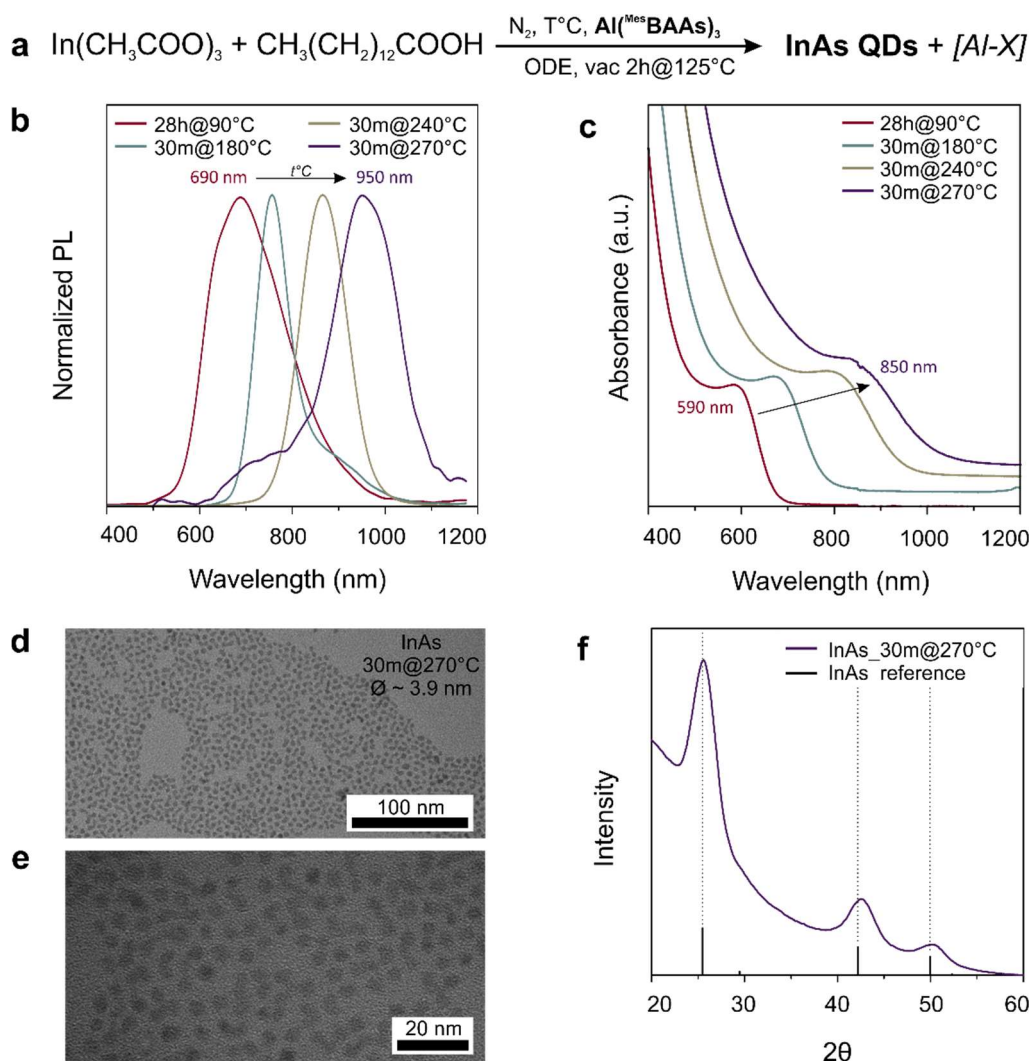 a In(CH₃COO)₃ + CH₃(CH₂)₁₂COOH N₂, T°C, Al(ᴹᵉˢBAAs)₃ InAs QDs + [Al-X]
ODE, vac 2h@125°C
b
28h@90°C 30m@240°C
30m@180°C 30m@270°C
690 nm t°C 950 nm
Normalized PL
400 600 800 1000 1200
Wavelength (nm)
c
28h@90°C
30m@180°C
30m@240°C
30m@270°C
590 nm
850 nm
Absorbance (a.u.)
400 600 800 1000 1200
Wavelength (nm)
d
InAs
30m@270°C
Ø ~ 3.9 nm
100 nm
e
20 nm
f
InAs_30m@270°C
InAs_reference
Intensity
20 30 40 50 60
2θ